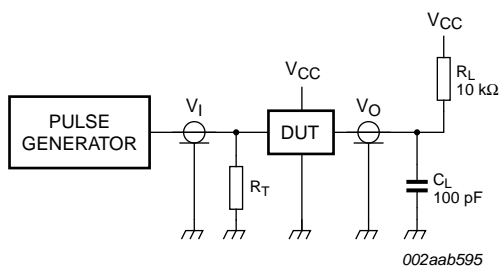 VCC
RL
10 kΩ
VCC
VI
VO
PULSE
GENERATOR
DUT
RT
CL
100 pF
002aab595